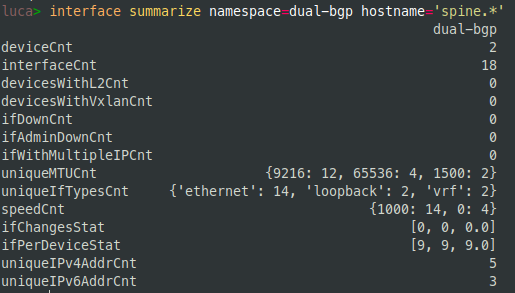 luca> interface summarize namespace=dual-bgp hostname='spine.*'
dual-bgp
deviceCnt 2
interfaceCnt 18
devicesWithL2Cnt 0
devicesWithVxlanCnt 0
ifDownCnt 0
ifAdminDownCnt 0
ifWithMultipleIPCnt 0
uniqueMTUCnt {9216: 12, 65536: 4, 1500: 2}
uniqueIfTypesCnt {'ethernet': 14, 'loopback': 2, 'vrf': 2}
speedCnt {1000: 14, 0: 4}
ifChangesStat [0, 0, 0.0]
ifPerDeviceStat [9, 9, 9.0]
uniqueIPv4AddrCnt 5
uniqueIPv6AddrCnt 3